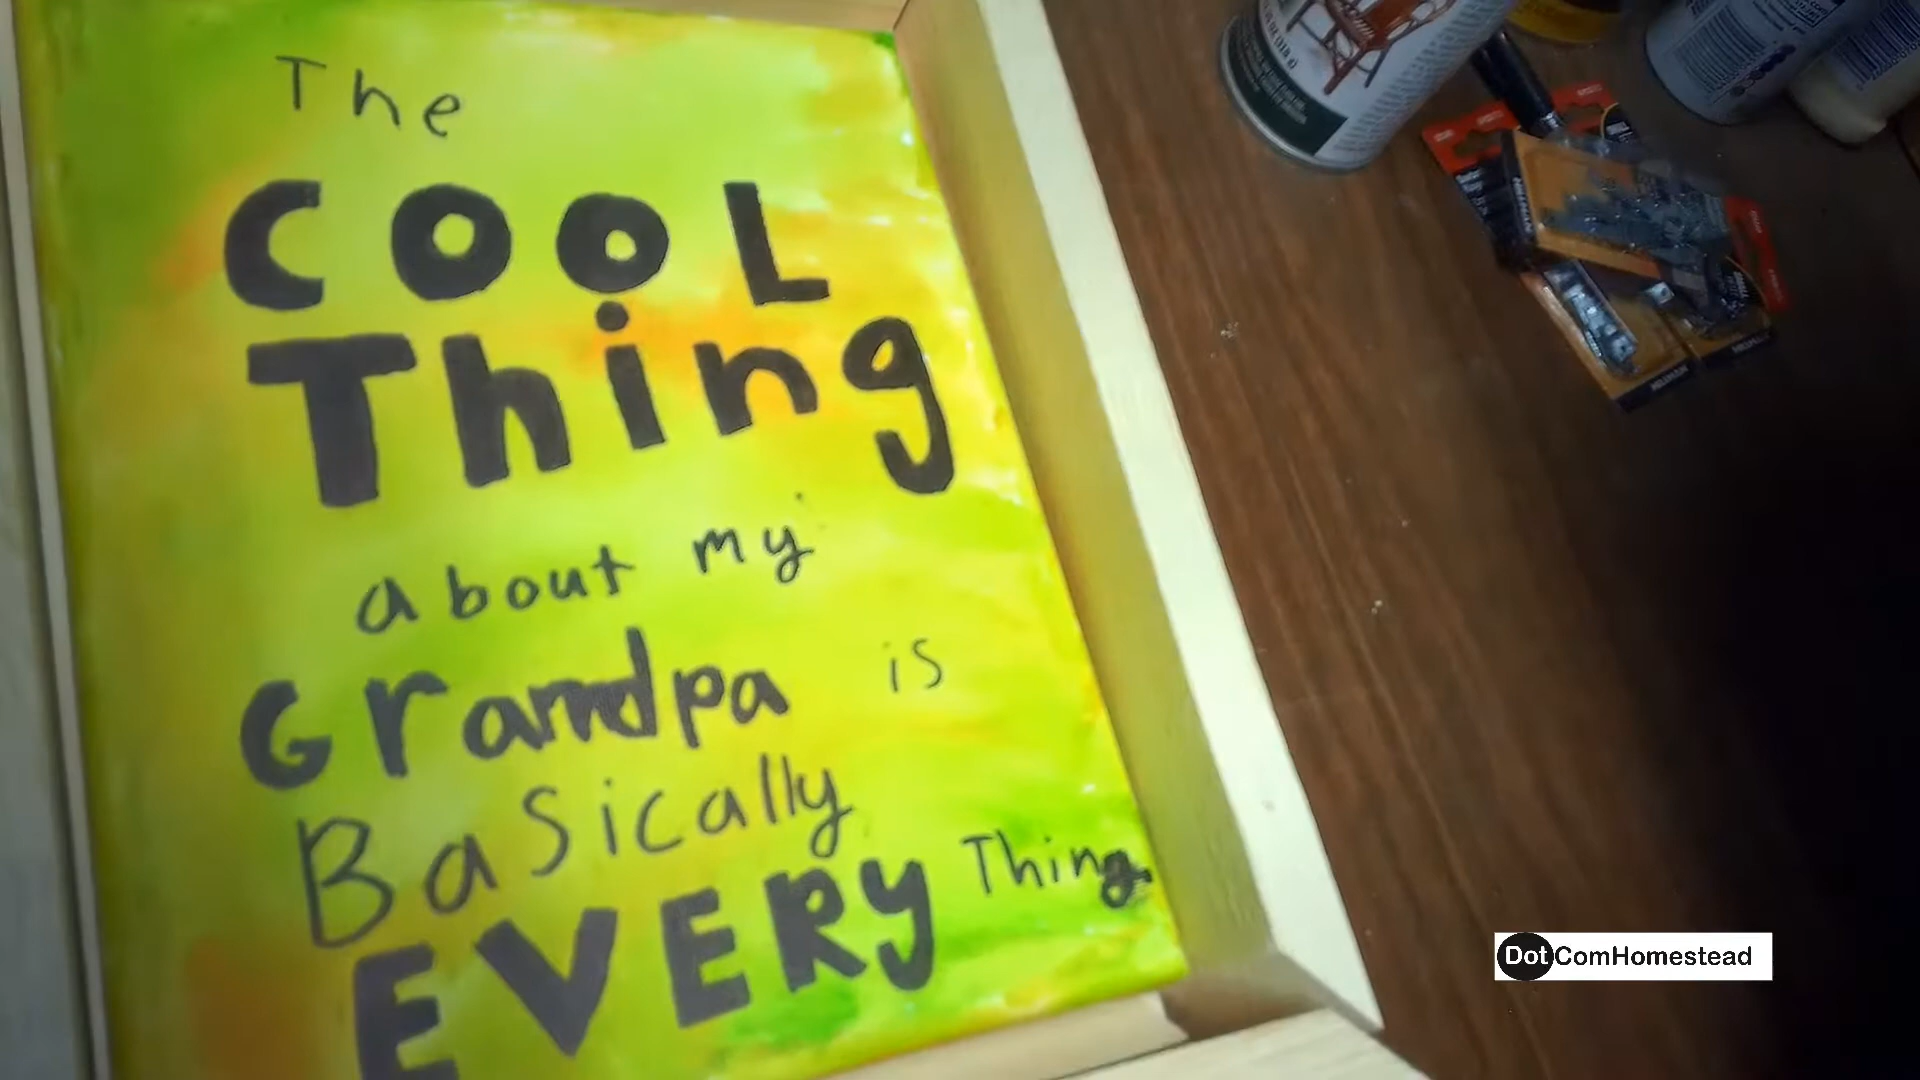 The
COOL
Thing
about my
Grandpa is
Basically
EVERY Thing
DotComHomestead